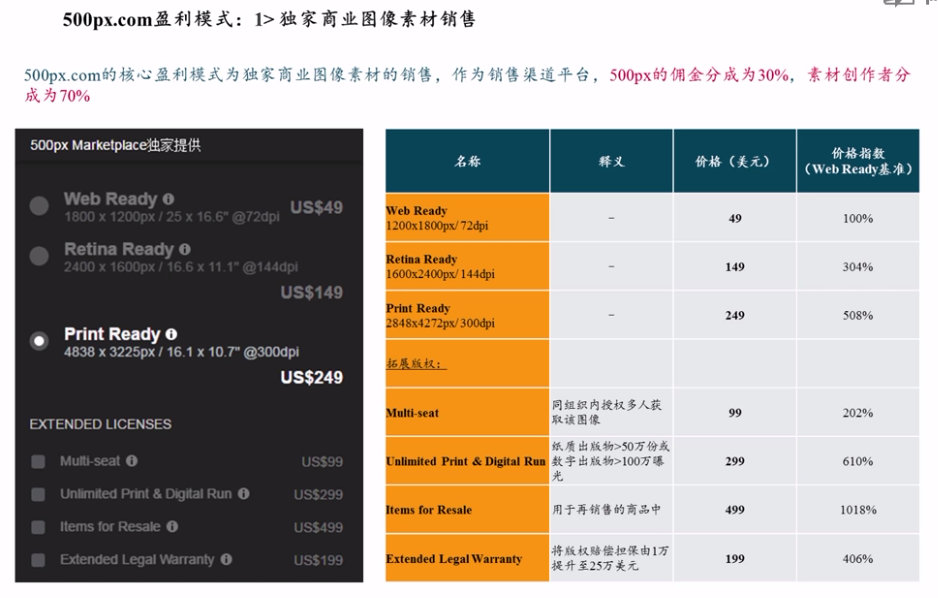 500px.com盈利模式：1> 独家商业图像素材销售
500px.com的核心盈利模式为独家商业图像素材的销售，作为销售渠道平台，500px的佣金分成为30%，素材创作者分
成为70%
500px Marketplace独家提供
Web Ready
US$49
1800 x 1200px / 25 x 16.6" @72dpi
Retina Ready
2400 x 1600px / 16.6 x 11.1" @144dpi
US$149
Print Ready
4838 x 3225px / 16.1 x 10.7" @300dpi
US$249
EXTENDED LICENSES
Multi-seat US$99
Unlimited Print & Digital Run US$299
Items for Resale US$499
Extended Legal Warranty US$199
名称 释义 价格（美元） 价格指数
（Web Ready基准）
Web Ready
1200x1800px/ 72dpi
– 49 100%
Retina Ready
1600x2400px/ 144dpi
– 149 304%
Print Ready
2848x4272px/ 300dpi
– 249 508%
拓展版权：
Multi-seat
同组织内授权多人获
取该图像
99 202%
Unlimited Print & Digital Run
纸质出版物>50万份或
数字出版物>100万曝
光
299 610%
Items for Resale 用于再销售的商品中 499 1018%
Extended Legal Warranty
将版权赔偿担保由1万
提升至25万美元
199 406%